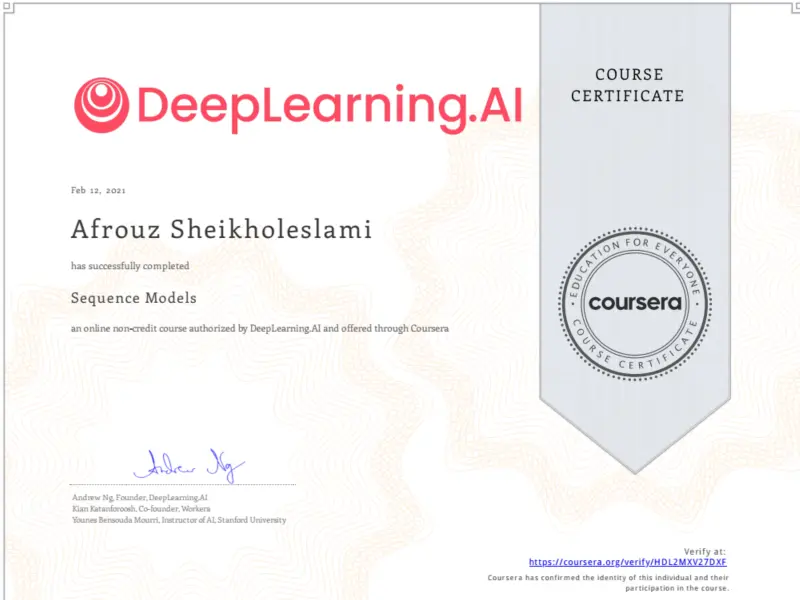 DeepLearning.AI
COURSE
CERTIFICATE
Feb 12, 2021
Afrouz Sheikholeslami
has successfully completed
Sequence Models
an online non-credit course authorized by DeepLearning.AI and offered through Coursera
EDUCATION FOR EVERYONE
coursera
COURSE CERTIFICATE
Andrew Ng
Andrew Ng, Founder, DeepLearning.AI
Kian Katanforoosh, Co-founder, Workera
Younes Bensouda Mourri, Instructor of AI, Stanford University
Verify at:
https://coursera.org/verify/HDL2MXV27DXF
Coursera has confirmed the identity of this individual and their
participation in the course.